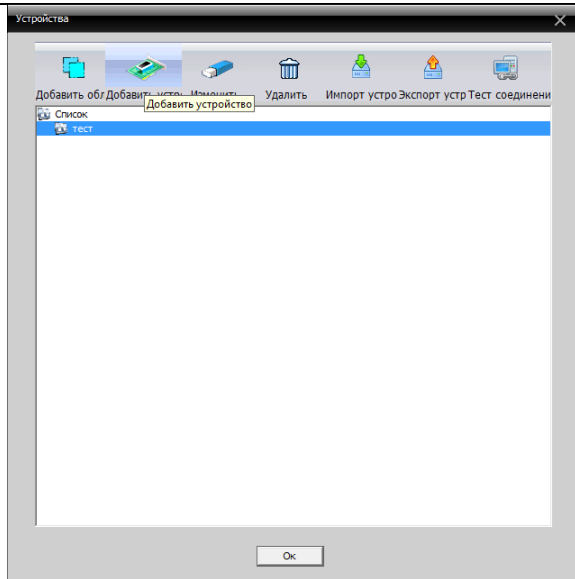 Устройства
Добавить обл Добавить устр Изменить Удалить Импорт устро Экспорт устр Тест соединени
Добавить устройство
Список
тест
Ок